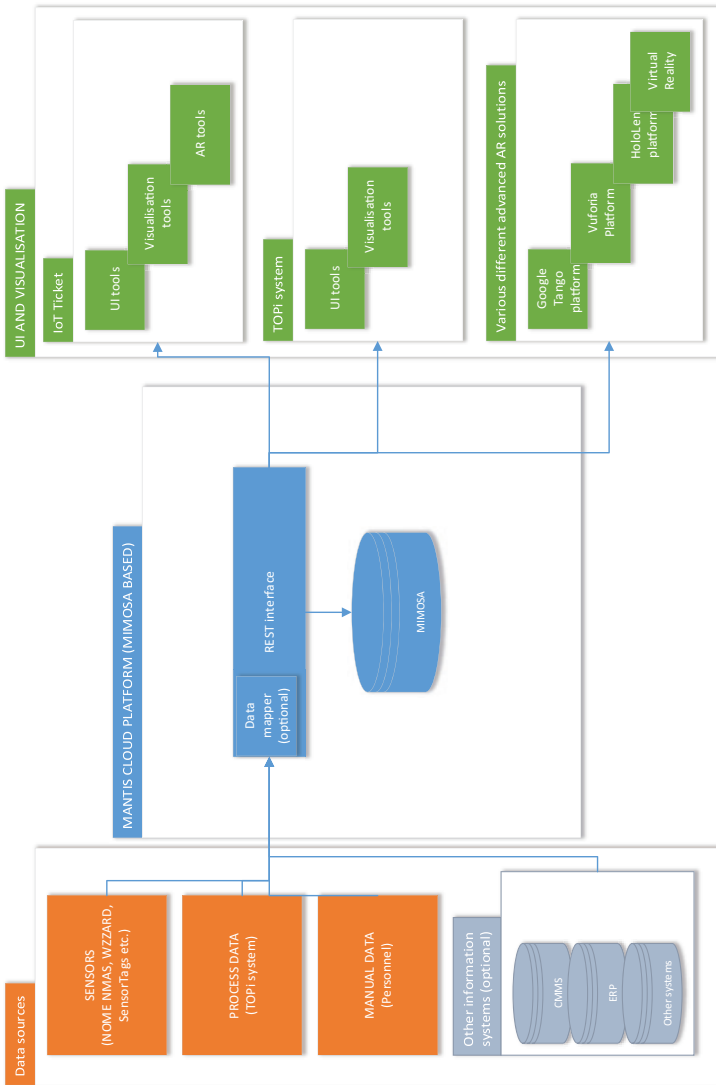 Data sources
SENSORS
(NOME NMAS, WZZARD,
SensorTags etc.)
PROCESS DATA
(TOPi system)
MANUAL DATA
(Personnel)
Other information
systems (optional)
CMMS
ERP
Other systems
MANTIS CLOUD PLATFORM (MIMOSA BASED)
Data
mapper
(optional)
REST interface
MIMOSA
UI AND VISUALISATION
IoT Ticket
UI tools
Visualisation
tools
AR tools
TOPi system
UI tools
Visualisation
tools
Various different advanced AR solutions
Google
Tango
platform
Vuforia
Platform
HoloLen
platform
Virtual
Reality